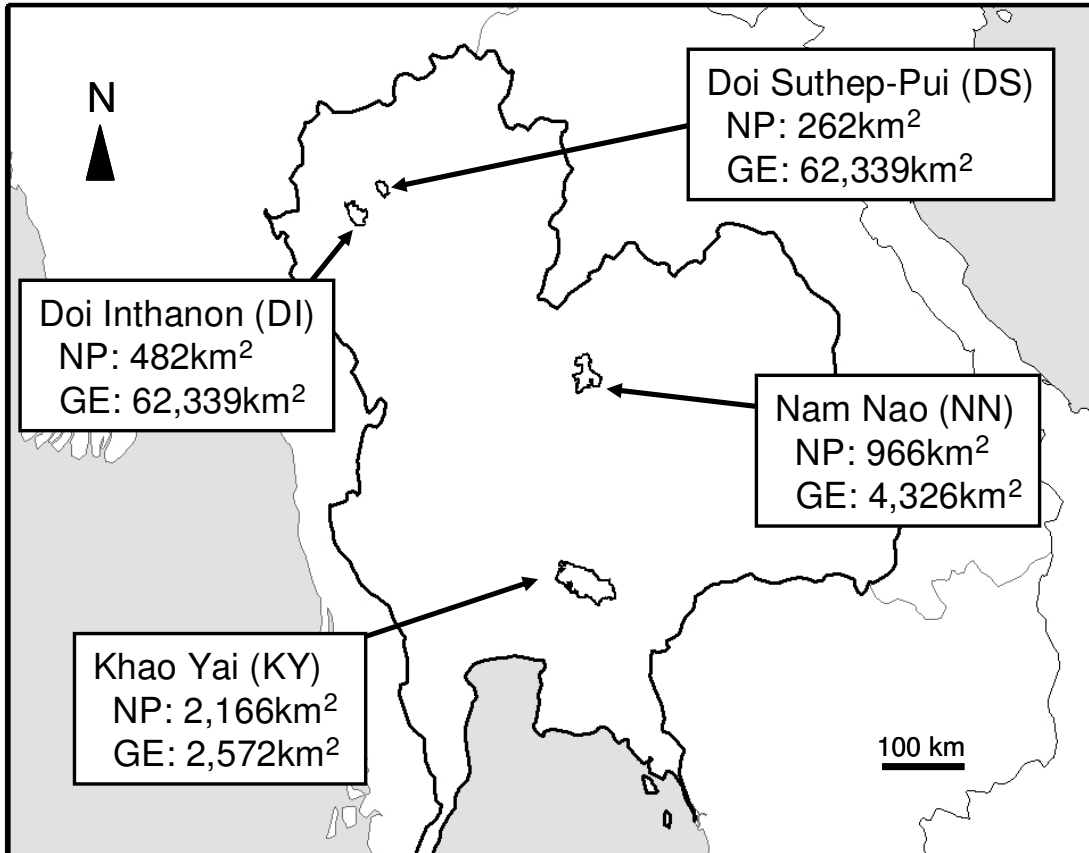 N
Doi Suthep-Pui (DS)
NP: 262km²
GE: 62,339km²
Doi Inthanon (DI)
NP: 482km²
GE: 62,339km²
Nam Nao (NN)
NP: 966km²
GE: 4,326km²
Khao Yai (KY)
NP: 2,166km²
GE: 2,572km²
100 km